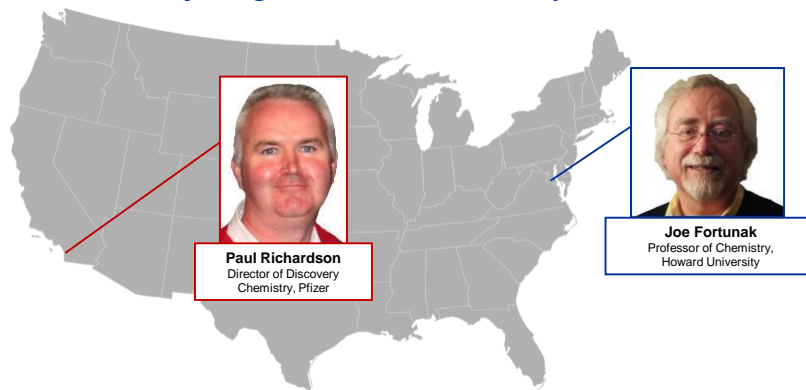 Paul Richardson
Director of Discovery
Chemistry, Pfizer
Joe Fortunak
Professor of Chemistry,
Howard University